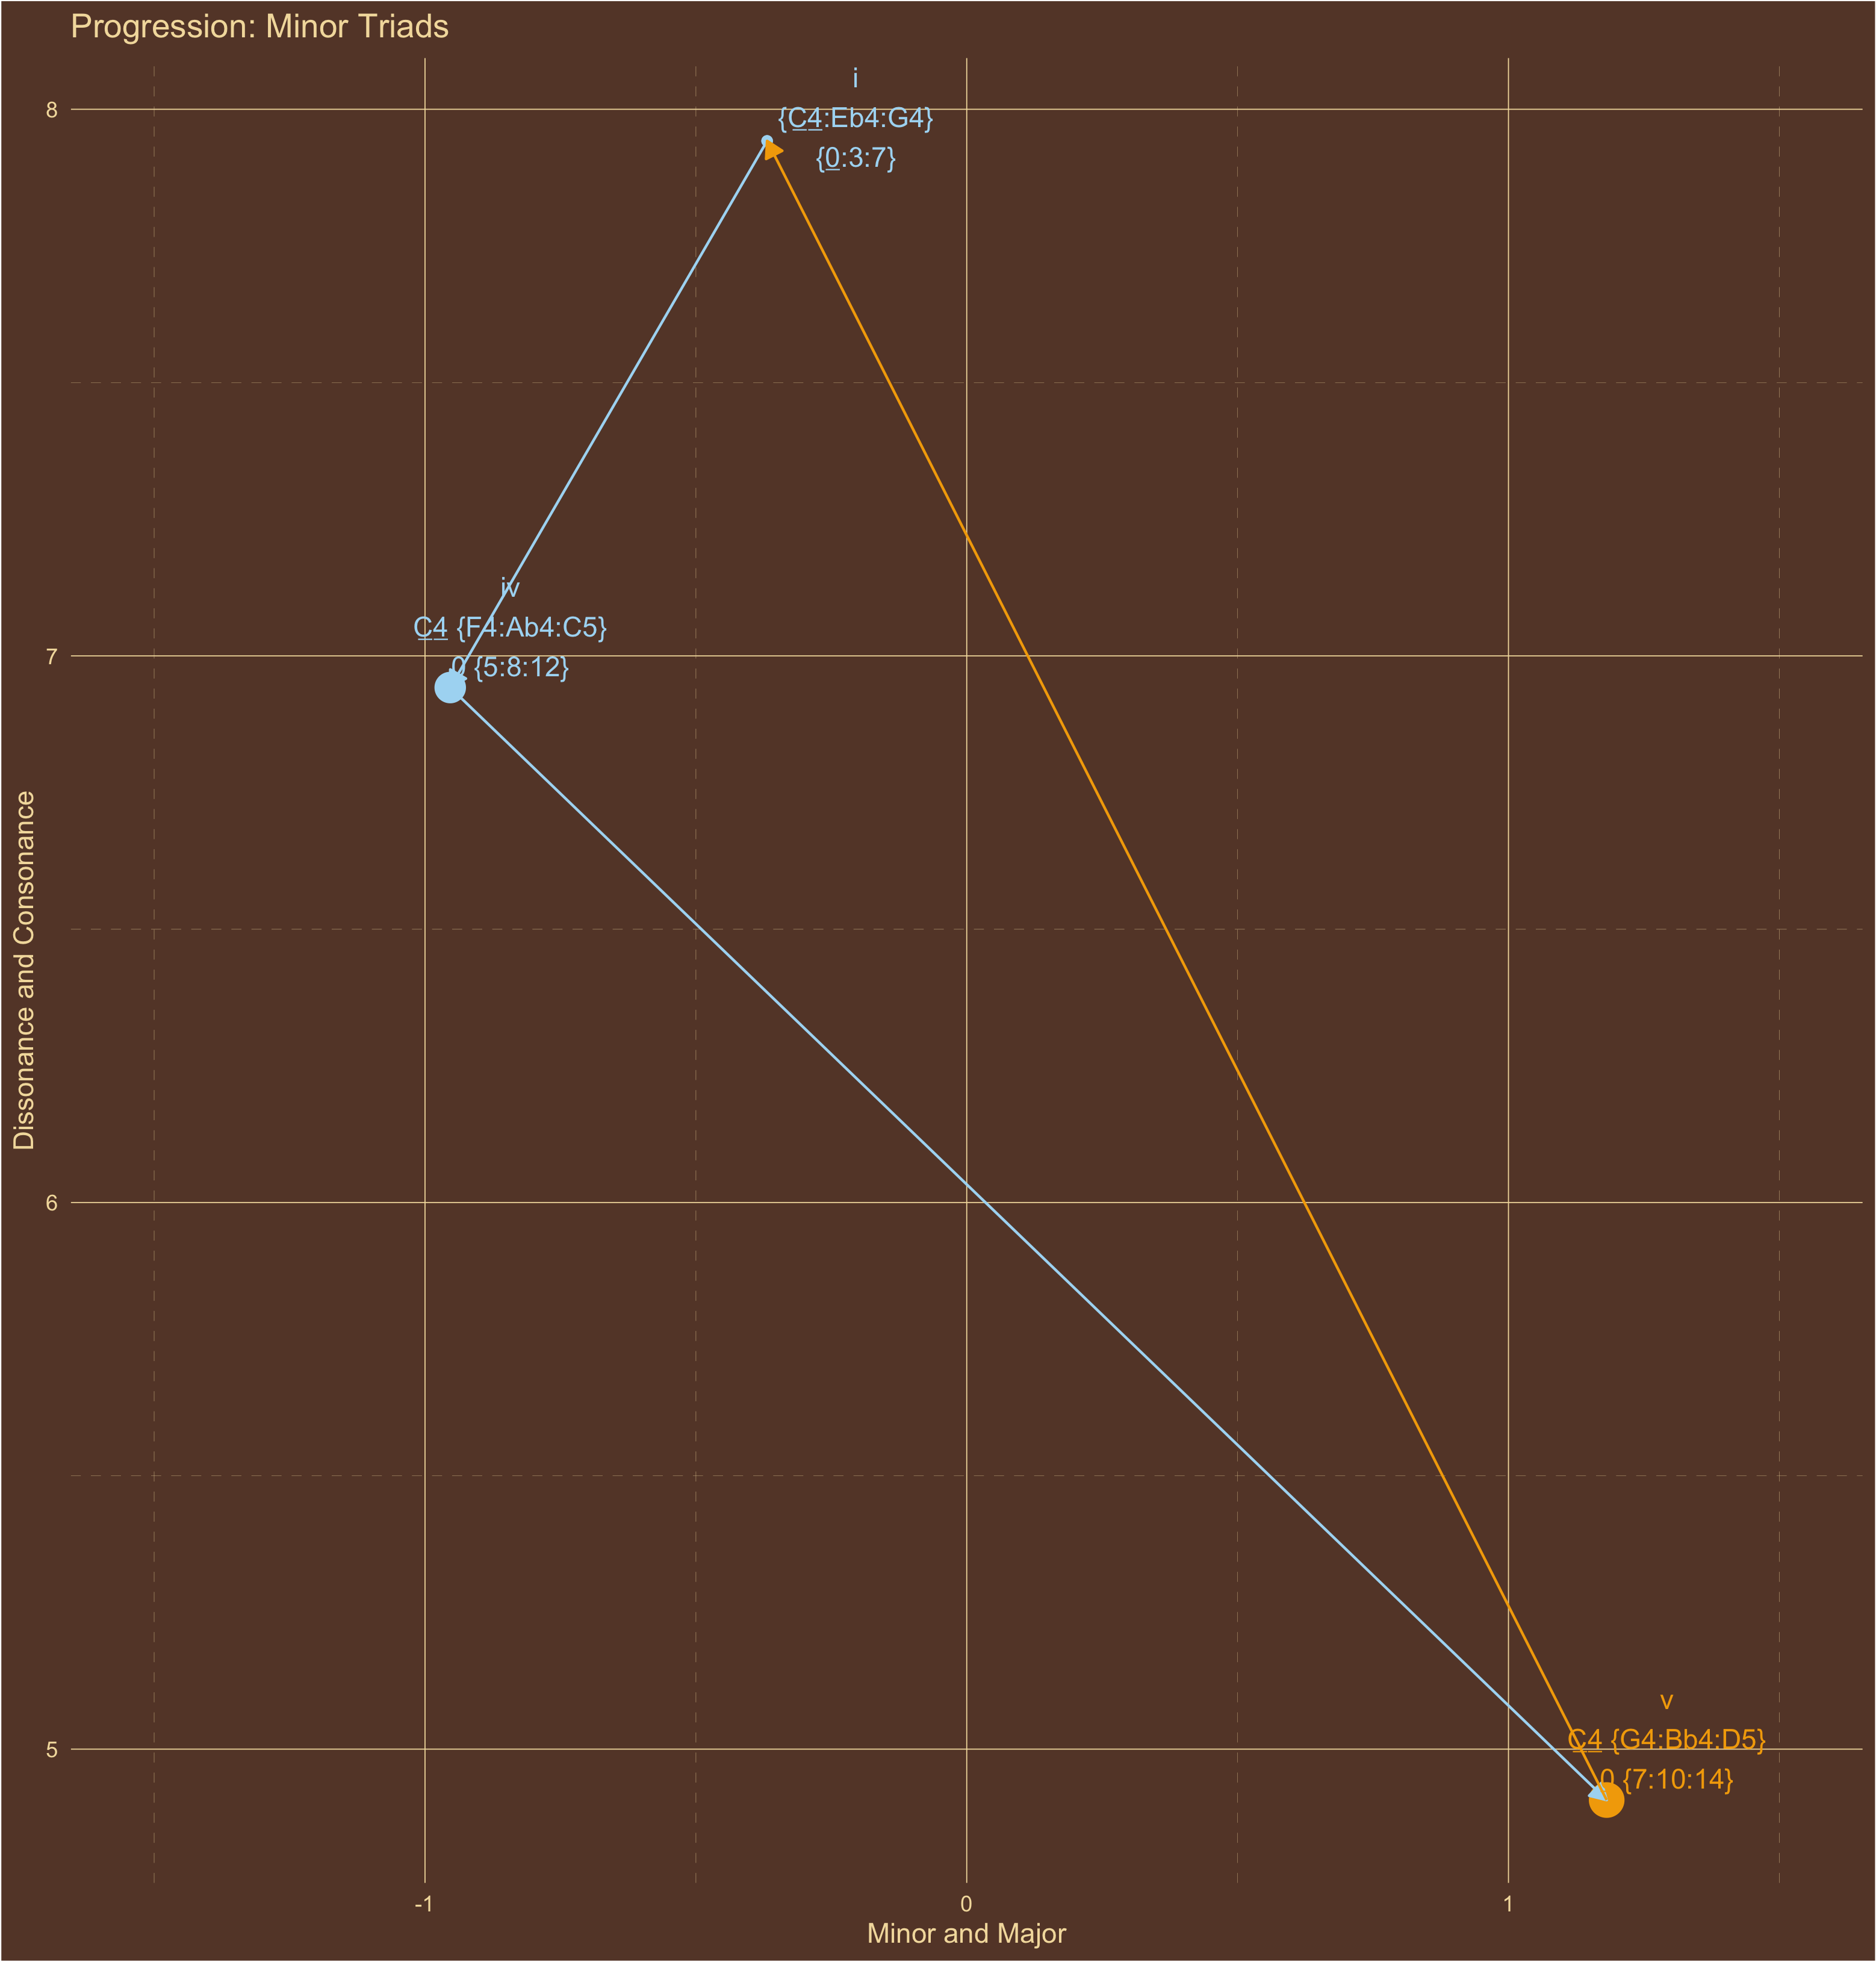 Progression: Minor Triads
i
{C4:Eb4:G4}
{0:3:7}
iv
C4 {F4:Ab4:C5}
0 {5:8:12}
v
C4 {G4:Bb4:D5}
0 {7:10:14}
8
7
6
5
Dissonance and Consonance
-1 0 1
Minor and Major